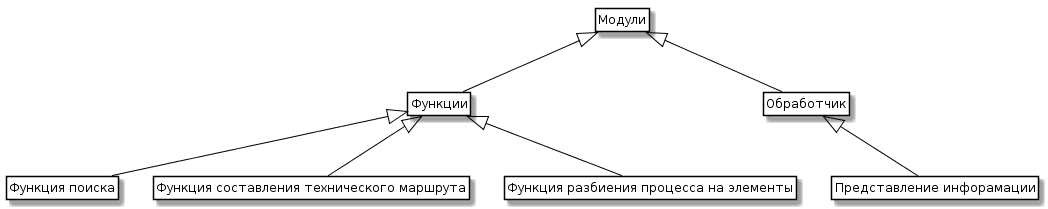 Модули
Функции
Обработчик
Функция поиска
Функция составления технического маршрута
Функция разбиения процесса на элементы
Представление инфорамации